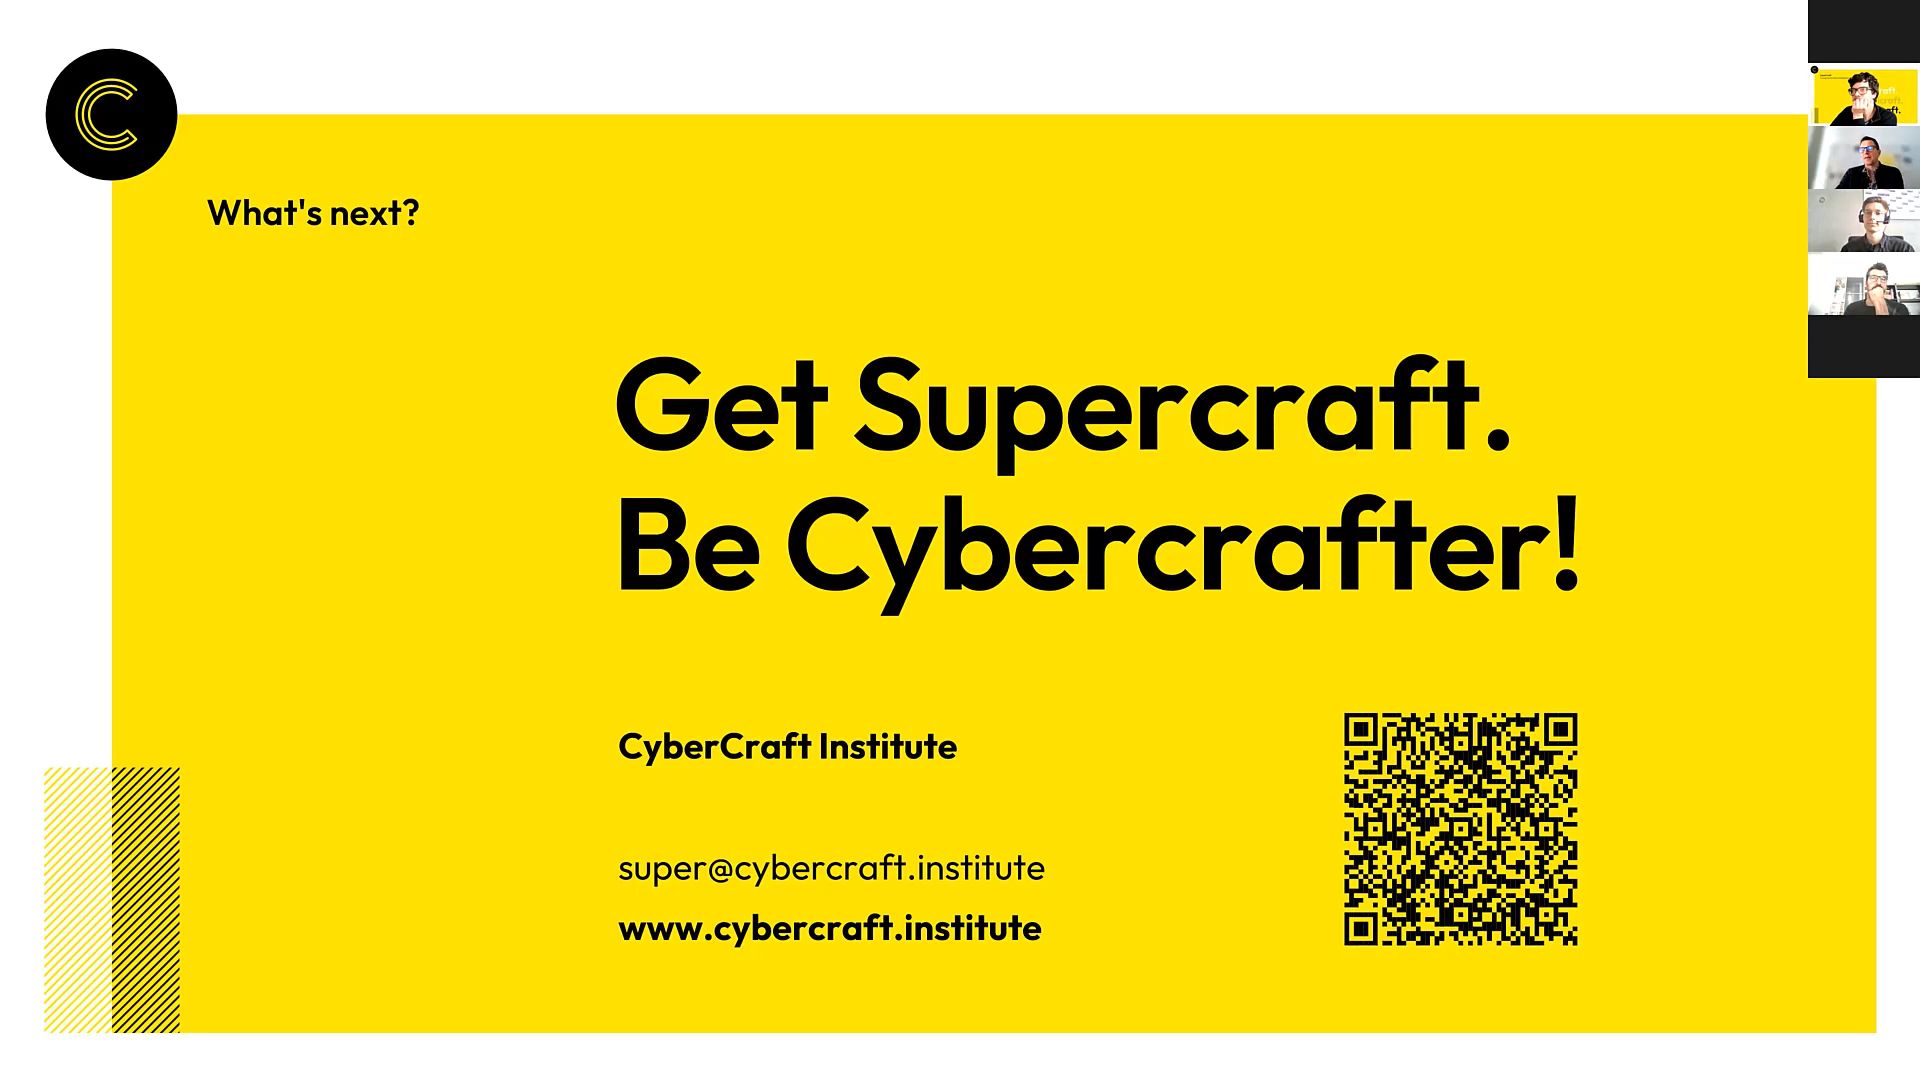 What's next?
Get Supercraft.
Be Cybercrafter!
CyberCraft Institute
super@cybercraft.institute
www.cybercraft.institute